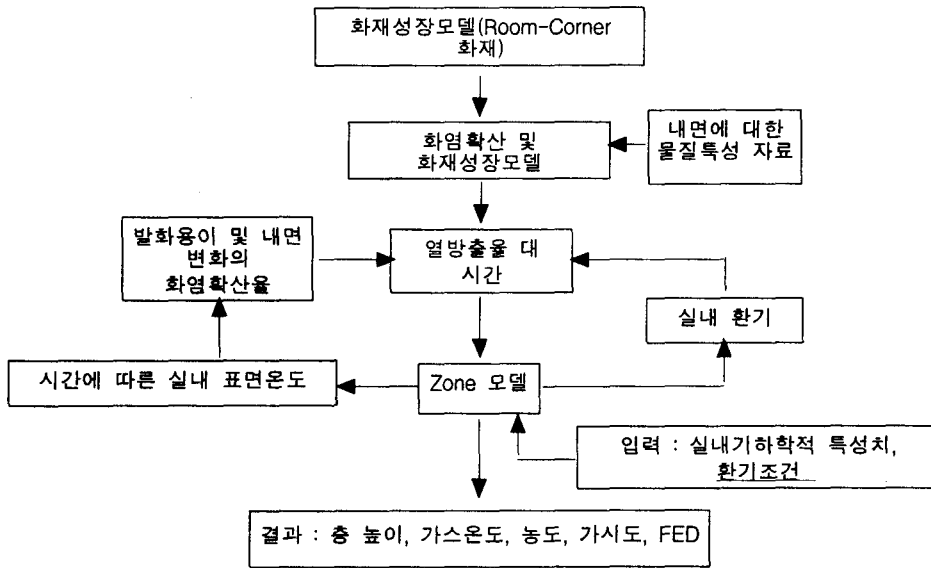 화재성장모델(Room-Corner
화재)
화염확산 및
화재성장모델
내면에 대한
물질특성 자료
발화용이 및 내면
변화의
화염확산율
열방출율 대
시간
실내 환기
시간에 따른 실내 표면온도
Zone 모델
입력 : 실내기하학적 특성치,
환기조건
결과 : 층 높이, 가스온도, 농도, 가시도, FED